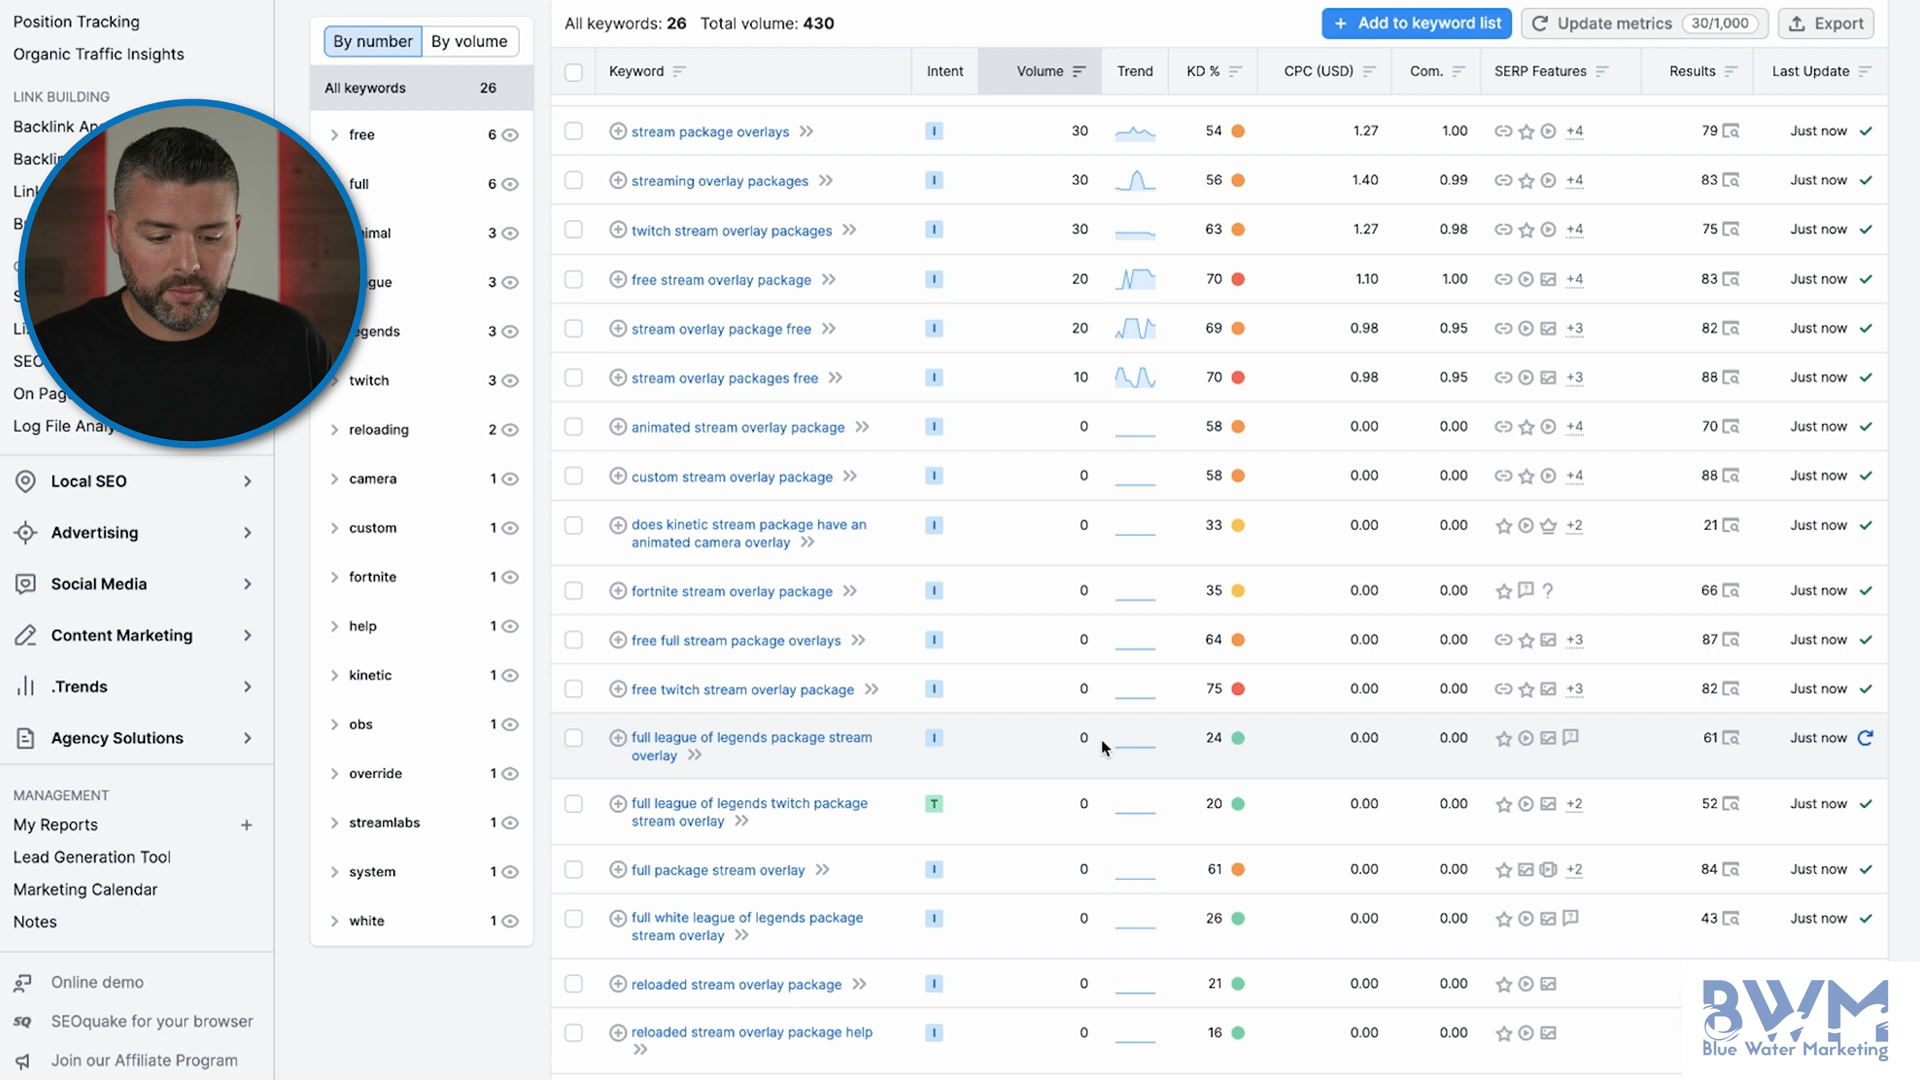 Position Tracking
Organic Traffic Insights
LINK BUILDING
Backlink
Local SEO
Advertising
Social Media
Content Marketing
.Trends
Agency Solutions
MANAGEMENT
My Reports +
Lead Generation Tool
Marketing Calendar
Notes
Online demo
SQ SEOquake for your browser
Join our Affiliate Program
By number By volume
All keywords 26
free 6
full 6
3
3
3
twitch 3
reloading 2
camera 1
custom 1
fortnite 1
help 1
kinetic 1
obs 1
override 1
streamlabs 1
system 1
white 1
All keywords: 26 Total volume: 430
+ Add to keyword list Update metrics 30/1,000 Export
Keyword Intent Volume Trend KD % CPC (USD) Com. SERP Features Results Last Update
stream package overlays I 30 54 1.27 1.00 +4 79 Just now
streaming overlay packages I 30 56 1.40 0.99 +4 83 Just now
twitch stream overlay packages I 30 63 1.27 0.98 +4 75 Just now
free stream overlay package I 20 70 1.10 1.00 +4 83 Just now
stream overlay package free I 20 69 0.98 0.95 +3 82 Just now
stream overlay packages free I 10 70 0.98 0.95 +3 88 Just now
animated stream overlay package I 0 58 0.00 0.00 +4 70 Just now
custom stream overlay package I 0 58 0.00 0.00 +4 88 Just now
does kinetic stream package have an I 0 33 0.00 0.00 +2 21 Just now
animated camera overlay
fortnite stream overlay package I 0 35 0.00 0.00 ? 66 Just now
free full stream package overlays I 0 64 0.00 0.00 +3 87 Just now
free twitch stream overlay package I 0 75 0.00 0.00 +3 82 Just now
full league of legends package stream I 0 24 0.00 0.00 61 Just now
overlay
full league of legends twitch package T 0 20 0.00 0.00 +2 52 Just now
stream overlay
full package stream overlay I 0 61 0.00 0.00 +2 84 Just now
full white league of legends package I 0 26 0.00 0.00 43 Just now
stream overlay
reloaded stream overlay package I 0 21 0.00 0.00
reloaded stream overlay package help I 0 16 0.00 0.00
BWM
Blue Water Marketing